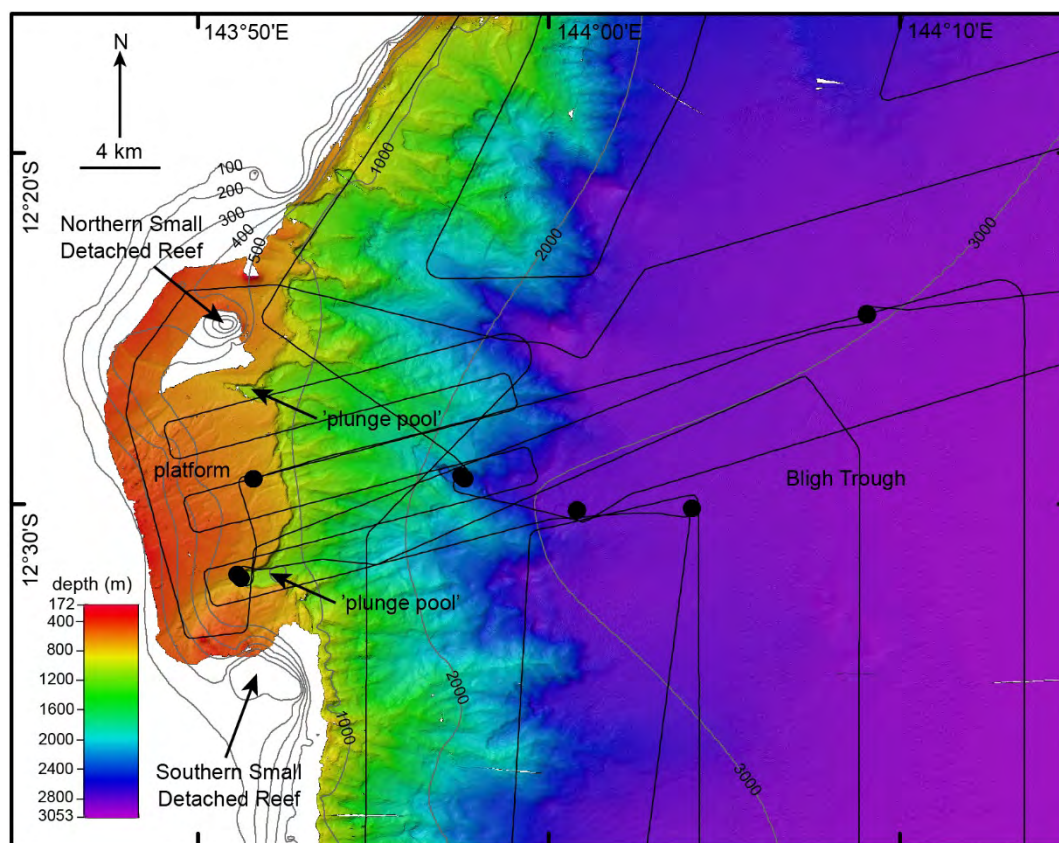 143°50'E
144°00'E
144°10'E
N
4 km
12°20'S
100
200
300
400
500
1000
2000
3000
Northern Small
Detached Reef
'plunge pool'
platform
Bligh Trough
12°30'S
depth (m)
172
400
800
1200
1600
2000
2400
2800
3053
'plunge pool'
2000
1000
3000
Southern Small
Detached Reef